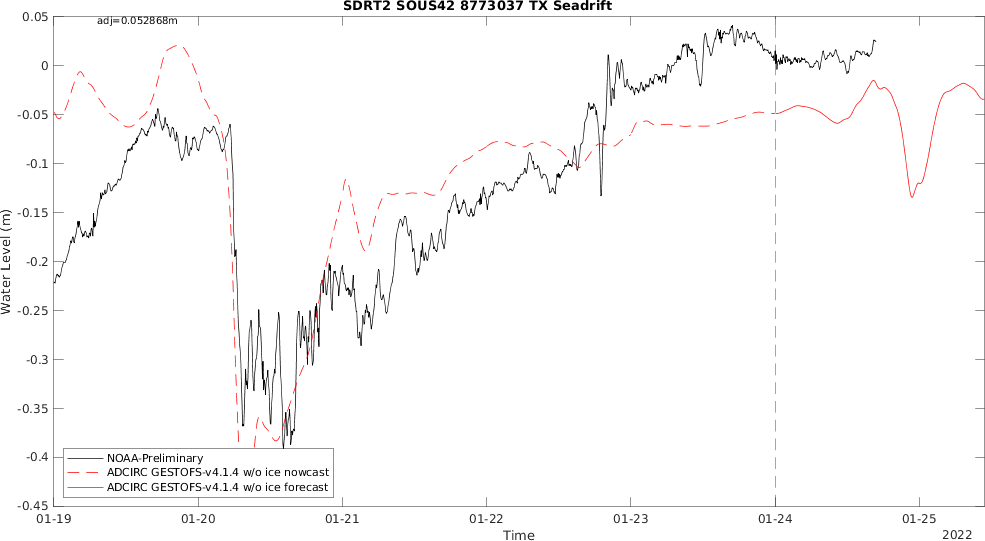 SDRT2 SOUS42 8773037 TX Seadrift
adj=0.052868m
0.05
0
-0.05
-0.1
-0.15
-0.2
-0.25
-0.3
-0.35
-0.4
-0.45
Water Level (m)
NOAA-Preliminary
ADCIRC GESTOFS-v4.1.4 w/o ice nowcast
ADCIRC GESTOFS-v4.1.4 w/o ice forecast
01-19
01-20
01-21
01-22
01-23
01-24
01-25
Time
2022